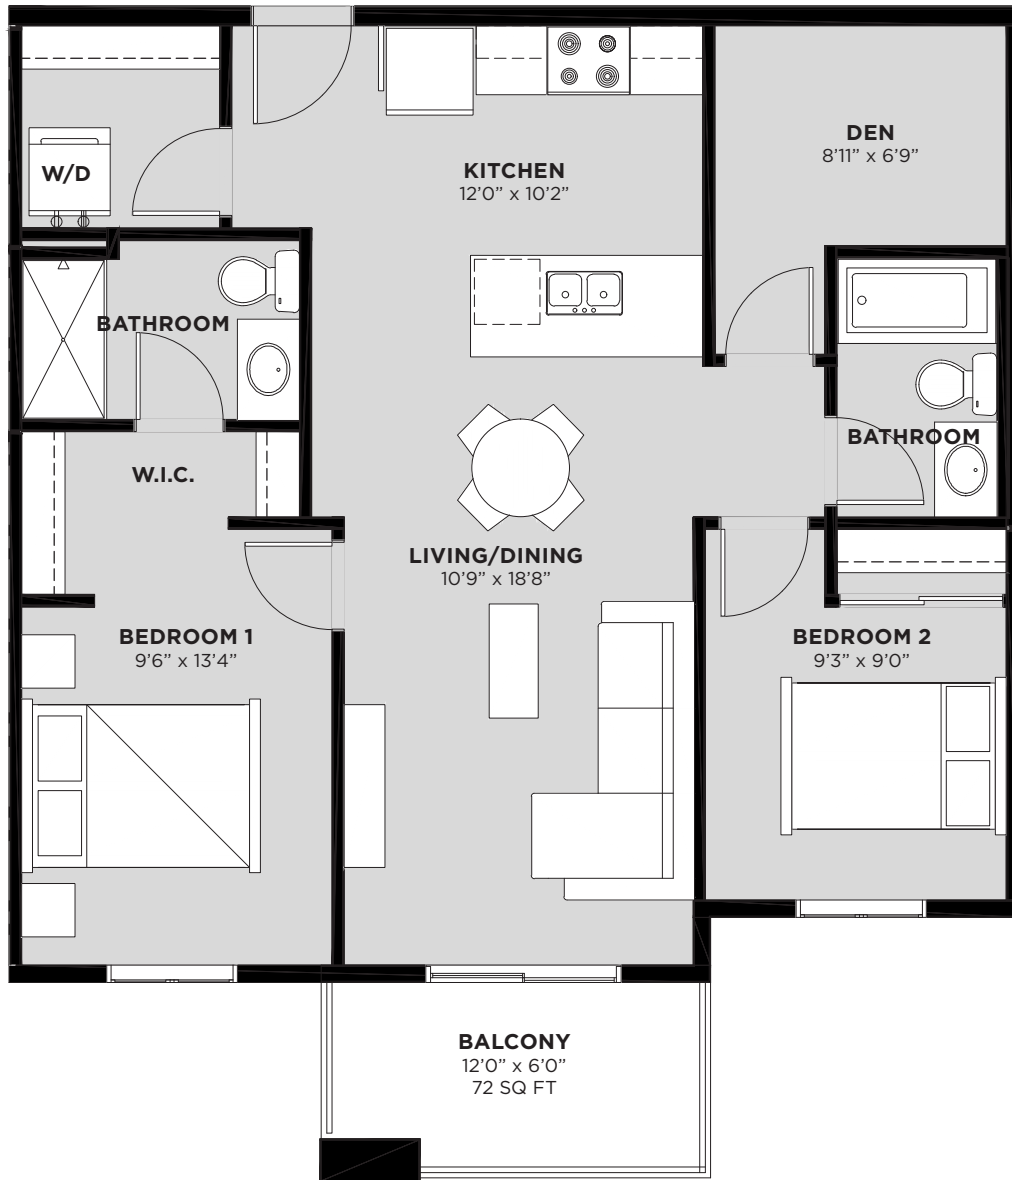 DEN
8’11” x 6’9”
W/D
KITCHEN
12’0” x 10’2”
BATHROOM
BATHROOM
W.I.C.
LIVING/DINING
10’9” x 18’8”
BEDROOM 1
9’6” x 13’4”
BEDROOM 2
9’3” x 9’0”
BALCONY
12’0” x 6’0”
72 SQ FT